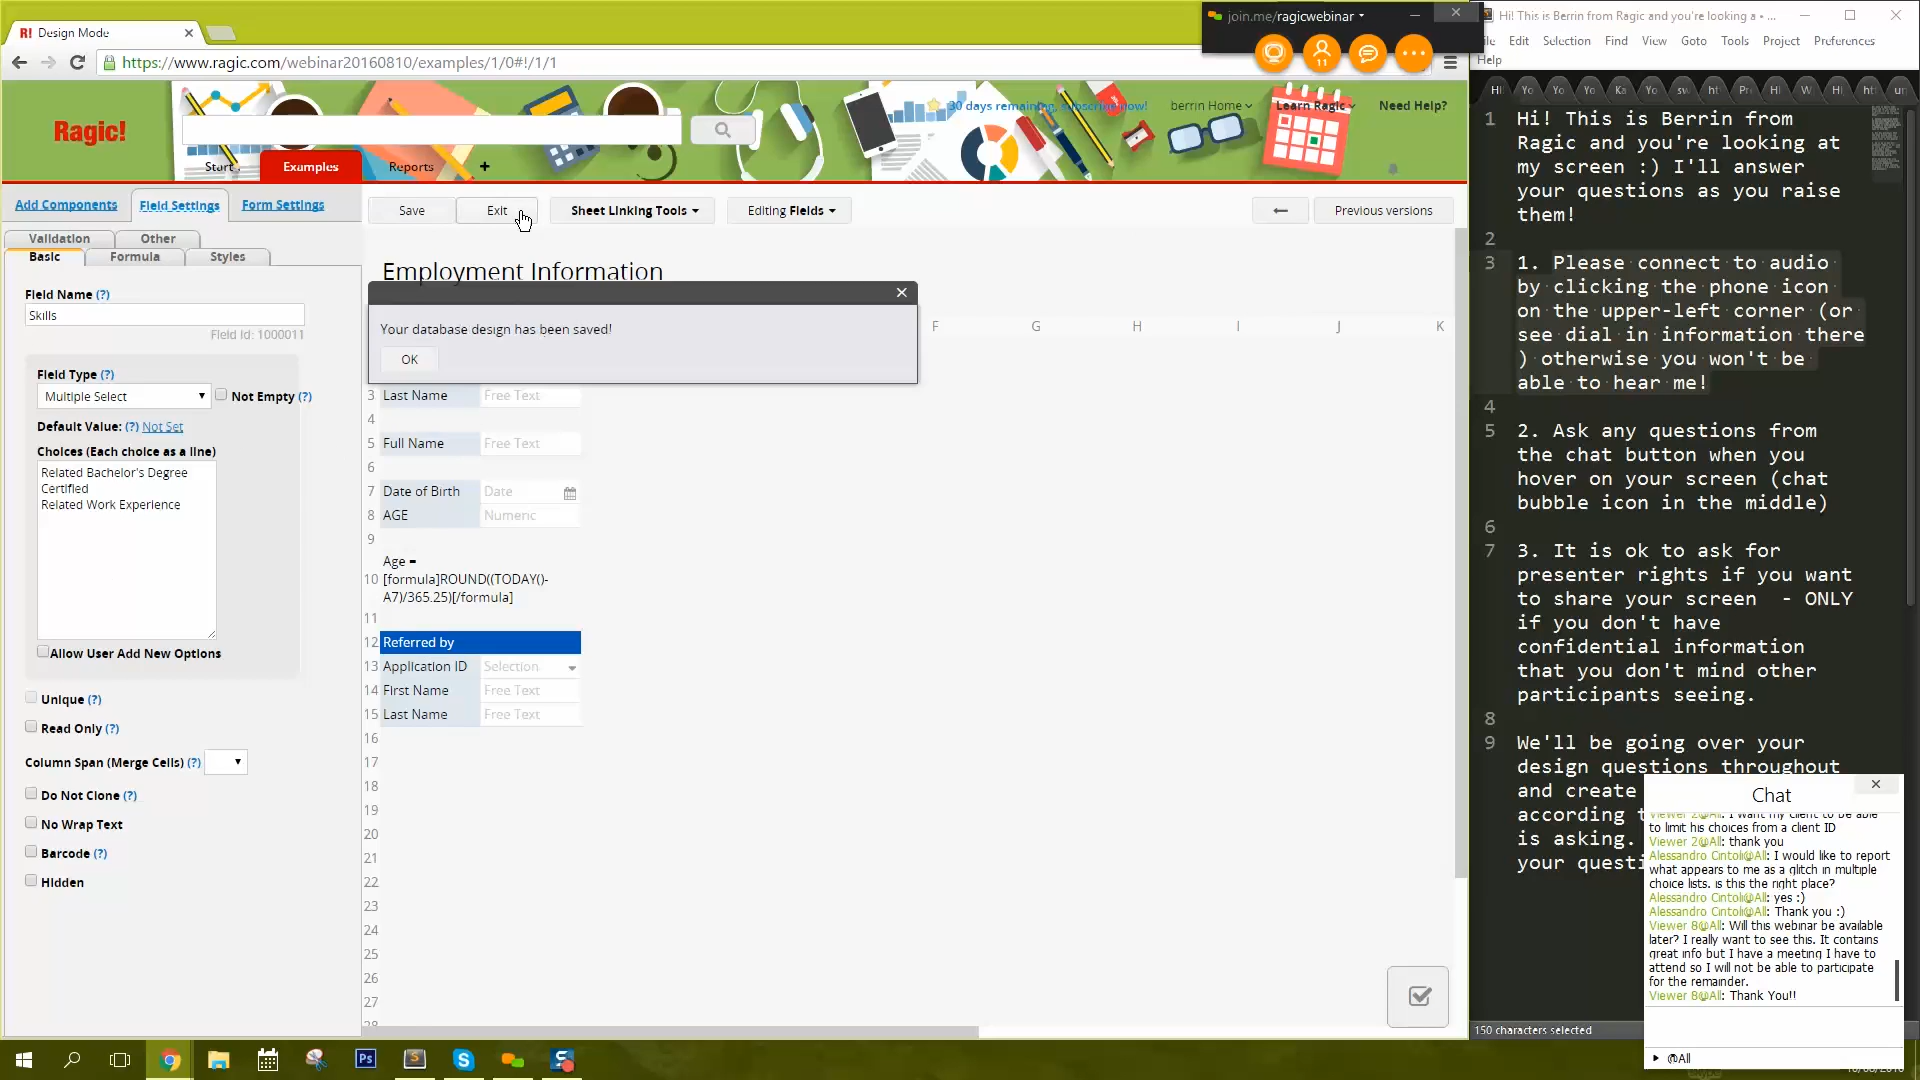 R! Design Mode
join.me/ragicwebinar
Hi! This is Berrin from Ragic and you're looking a • ...
https://www.ragic.com/webinar20160810/examples/1/0#!/1/1
11
Edit Selection Find View Goto Tools Project Preferences
Help
Ragic!
30 days remaining, subscribe now!
berrin Home
Learn Ragic
Need Help?
Start
Examples
Reports
+
Add Components
Field Settings
Form Settings
Save
Exit
Sheet Linking Tools
Editing Fields
Previous versions
Validation
Other
Basic
Formula
Styles
Field Name (?)
Skills
Field Id: 1000011
Field Type (?)
Multiple Select
Not Empty (?)
Default Value: (?) Not Set
Choices (Each choice as a line)
Related Bachelor's Degree
Certified
Related Work Experience
Allow User Add New Options
Unique (?)
Read Only (?)
Column Span (Merge Cells) (?)
Do Not Clone (?)
No Wrap Text
Barcode (?)
Hidden
Employment Information
Your database design has been saved!
OK
F G H I J K
3 Last Name Free Text
4
5 Full Name Free Text
6
7 Date of Birth Date
8 AGE Numeric
9
Age =
10 [formula]ROUND((TODAY()-
A7)/365.25)[/formula]
11
12 Referred by
13 Application ID Selection
14 First Name Free Text
15 Last Name Free Text
16
17
18
19
20
21
22
23
24
25
26
27
28
1 Hi! This is Berrin from
Ragic and you're looking at
my screen :) I'll answer
your questions as you raise
them!
2
3 1. Please connect to audio
by clicking the phone icon
on the upper-left corner (or
see dial in information there
) otherwise you won't be
able to hear me!
4
5 2. Ask any questions from
the chat button when you
hover on your screen (chat
bubble icon in the middle)
6
7 3. It is ok to ask for
presenter rights if you want
to share your screen - ONLY
if you don't have
confidential information
that you don't mind other
participants seeing.
8
9 We'll be going over your
design questions throughout
and create
according
is asking.
your questi
Chat
Viewer 2@All: I want my client to be able
to limit his choices from a client ID
Viewer 2@All: thank you
Alessandro Cintoli@All: I would like to report
what appears to me as a glitch in multiple
choice lists. is this the right place?
Alessandro Cintoli@All: yes :)
Alessandro Cintoli@All: Thank you :)
Viewer 8@All: Will this webinar be available
later? I really want to see this. It contains
great info but I have a meeting I have to
attend so I will not be able to participate
for the remainder.
Viewer 8@All: Thank You!!
@All
150 characters selected
Ps